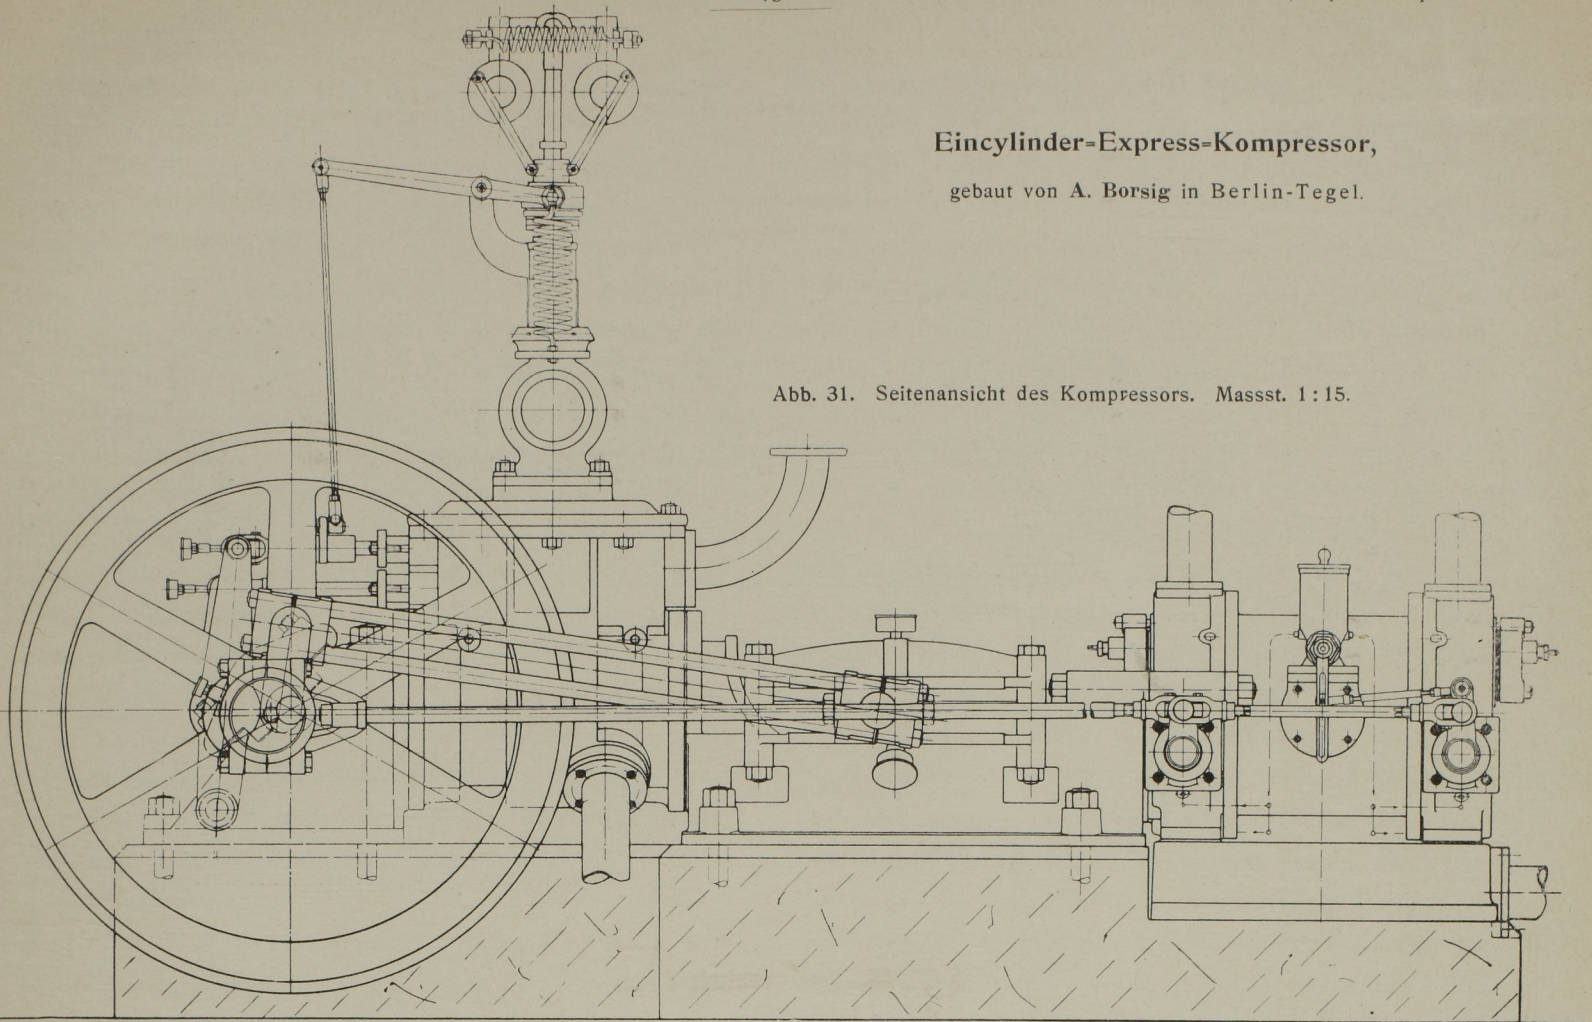 Eincylinder=Express=Kompressor,
gebaut von A. Borsig in Berlin-Tegel.
Abb. 31. Seitenansicht des Kompressors. Massst. 1 : 15.